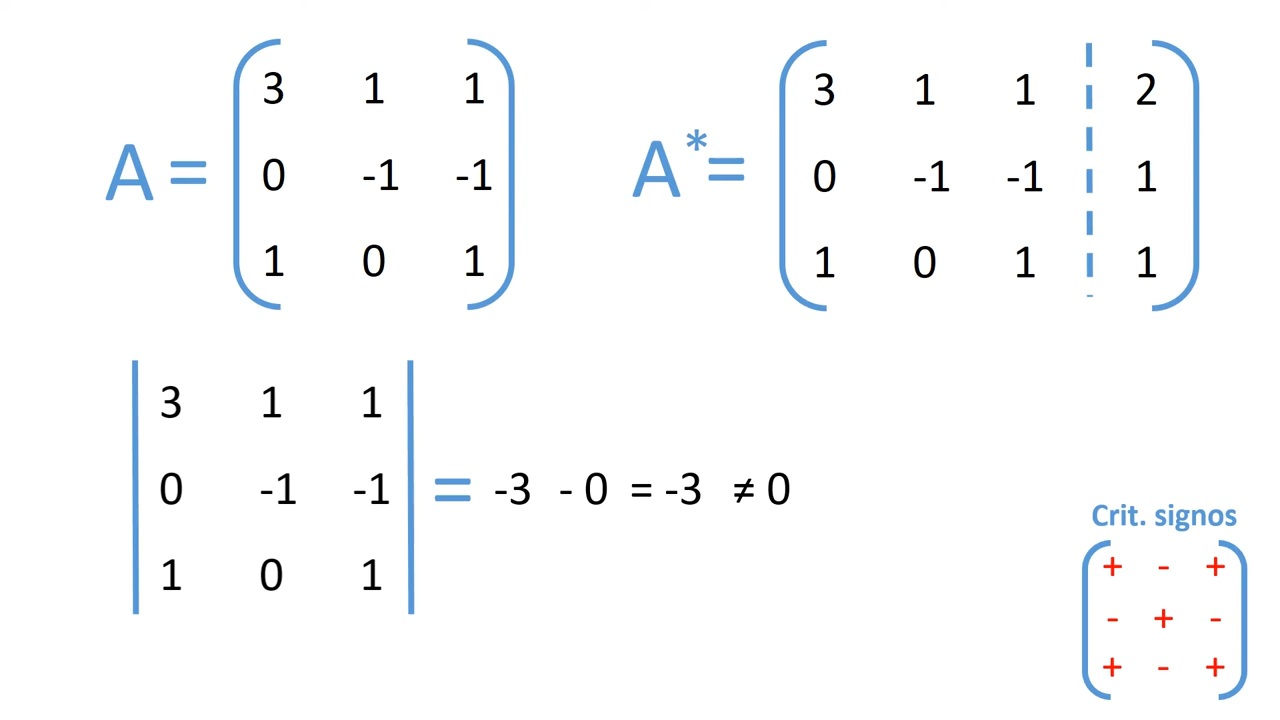 A = 3 1 1
0 -1 -1
1 0 1
A* = 3 1 1 2
0 -1 -1 1
1 0 1 1
3 1 1
0 -1 -1 = -3 - 0 = -3 ≠ 0
1 0 1
Crit. signos
+ - +
- + -
+ - +